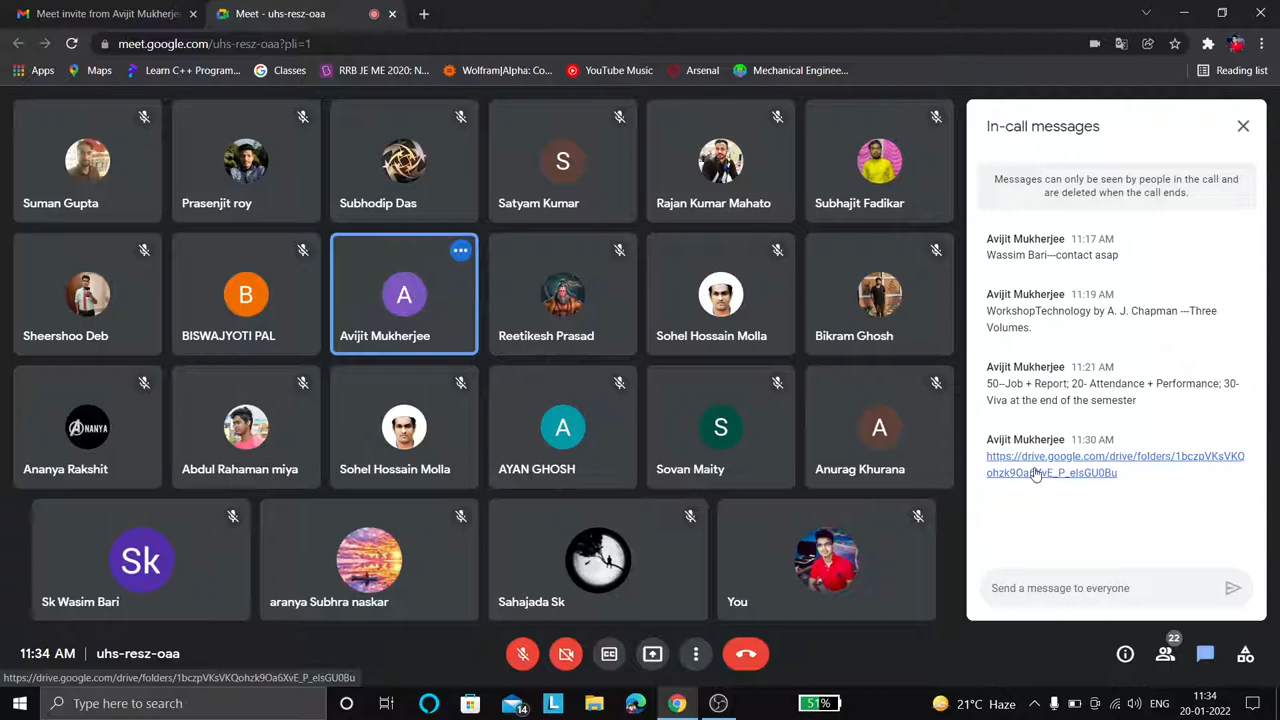 Meet invite from Avijit Mukherje
Meet - uhs-resz-oaa
meet.google.com/uhs-resz-oaa?pli=1
Apps
Maps
Learn C++ Program...
Classes
RRB JE ME 2020: N...
Wolfram|Alpha: Co...
YouTube Music
Arsenal
Mechanical Enginee...
Reading list
Suman Gupta
Prasenjit roy
Subhodip Das
S
Satyam Kumar
Rajan Kumar Mahato
Subhajit Fadikar
Sheershoo Deb
B
BISWAJYOTI PAL
A
Avijit Mukherjee
Reetikesh Prasad
Sohel Hossain Molla
Bikram Ghosh
ANANYA
Ananya Rakshit
Abdul Rahaman miya
Sohel Hossain Molla
A
AYAN GHOSH
S
Sovan Maity
A
Anurag Khurana
Sk
Sk Wasim Bari
aranya Subhra naskar
Sahajada Sk
You
In-call messages
Messages can only be seen by people in the call and
are deleted when the call ends.
Avijit Mukherjee 11:17 AM
Wassim Bari---contact asap
Avijit Mukherjee 11:19 AM
WorkshopTechnology by A. J. Chapman ---Three
Volumes.
Avijit Mukherjee 11:21 AM
50--Job + Report; 20- Attendance + Performance; 30-
Viva at the end of the semester
Avijit Mukherjee 11:30 AM
https://drive.google.com/drive/folders/1bczpVKsVKQ
Send a message to everyone
11:34 AM | uhs-resz-oaa
22
https://drive.google.com/drive/folders/1bczpVKsVKQohzk9Oa6XvE_P_eIsGU0Bu
Type here to search
L
14
51%
21°C Haze
ENG
11:34
20-01-2022